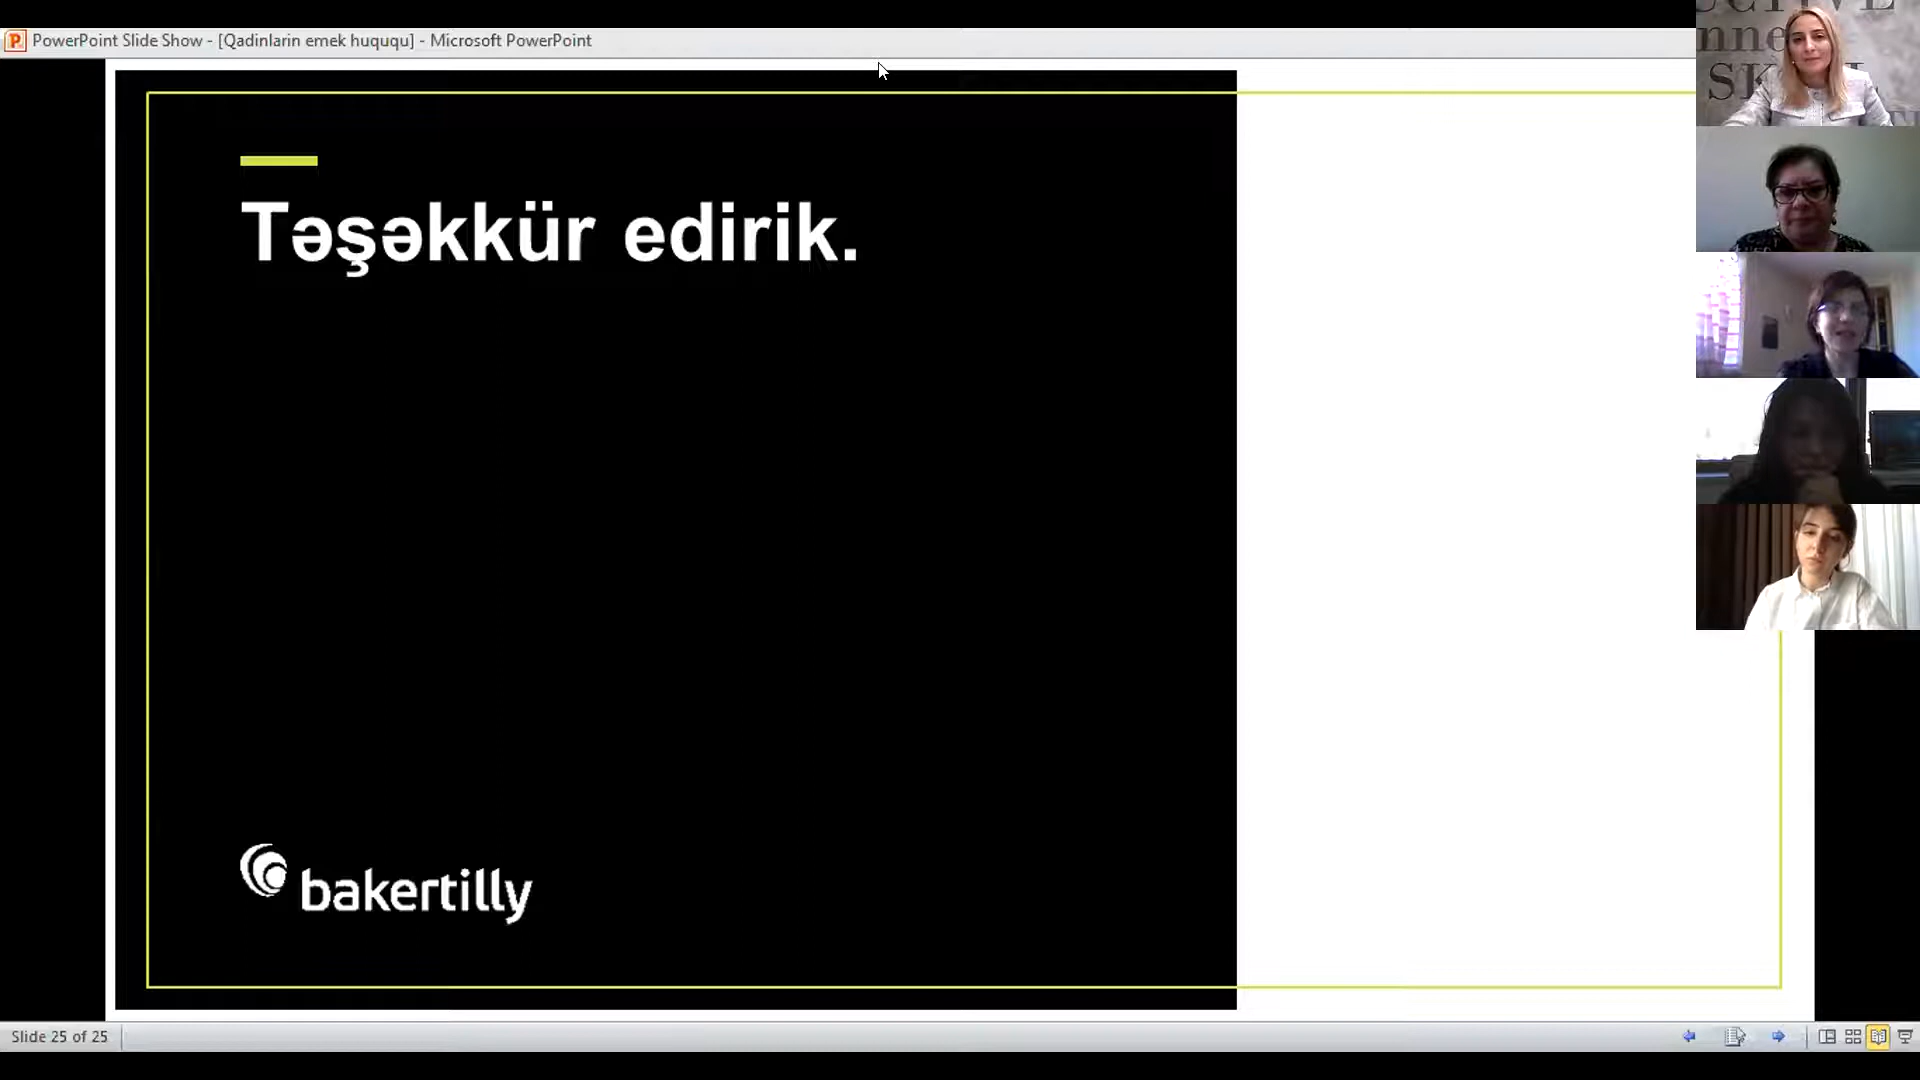 PowerPoint Slide Show - [Qadinlarin emek huququ] - Microsoft PowerPoint
Təşəkkür edirik.
bakertilly
Slide 25 of 25